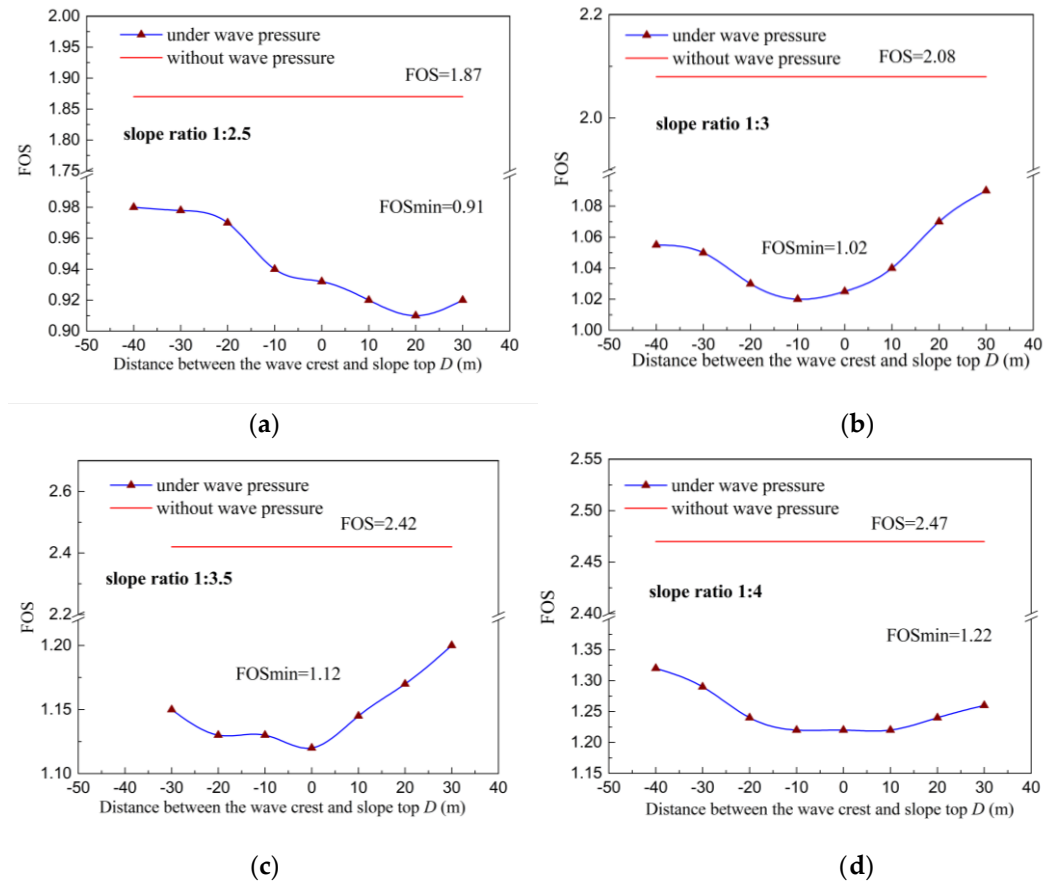 2.00
1.95
1.90
1.85
1.80
1.75
0.98
0.96
0.94
0.92
0.90
FOS
under wave pressure
without wave pressure
FOS=1.87
slope ratio 1:2.5
FOSmin=0.91
-50 -40 -30 -20 -10 0 10 20 30 40
Distance between the wave crest and slope top D (m)
(a)
2.2
2.1
2.0
1.08
1.06
1.04
1.02
1.00
FOS
under wave pressure
without wave pressure
FOS=2.08
slope ratio 1:3
FOSmin=1.02
-50 -40 -30 -20 -10 0 10 20 30 40
Distance between the wave crest and slope top D (m)
(b)
2.6
2.4
2.2
1.20
1.15
1.10
FOS
under wave pressure
without wave pressure
FOS=2.42
slope ratio 1:3.5
FOSmin=1.12
-50 -40 -30 -20 -10 0 10 20 30 40
Distance between the wave crest and slope top D (m)
(c)
2.55
2.50
2.45
2.40
1.35
1.30
1.25
1.20
1.15
FOS
under wave pressure
without wave pressure
FOS=2.47
slope ratio 1:4
FOSmin=1.22
-50 -40 -30 -20 -10 0 10 20 30 40
Distance between the wave crest and slope top D (m)
(d)